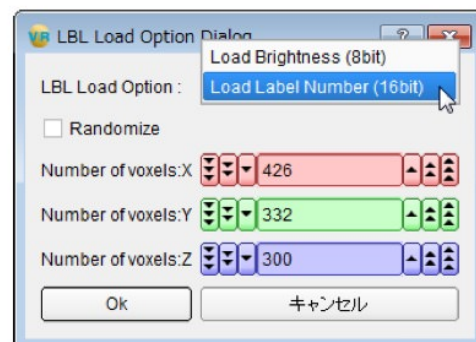 VR LBL Load Option Dialog
Load Brightness (8bit)
LBL Load Option :
Load Label Number (16bit)
Randomize
Number of voxels:X 426
Number of voxels:Y 332
Number of voxels:Z 300
Ok キャンセル